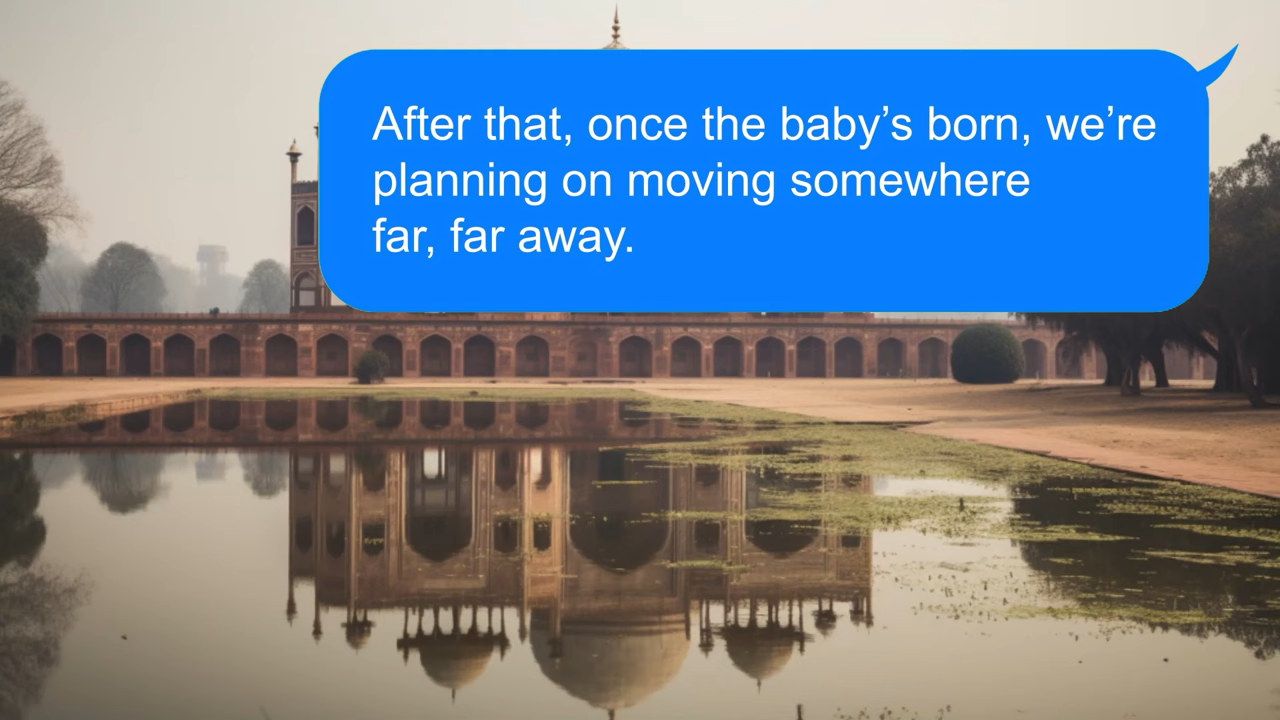 After that, once the baby’s born, we’re
planning on moving somewhere
far, far away.